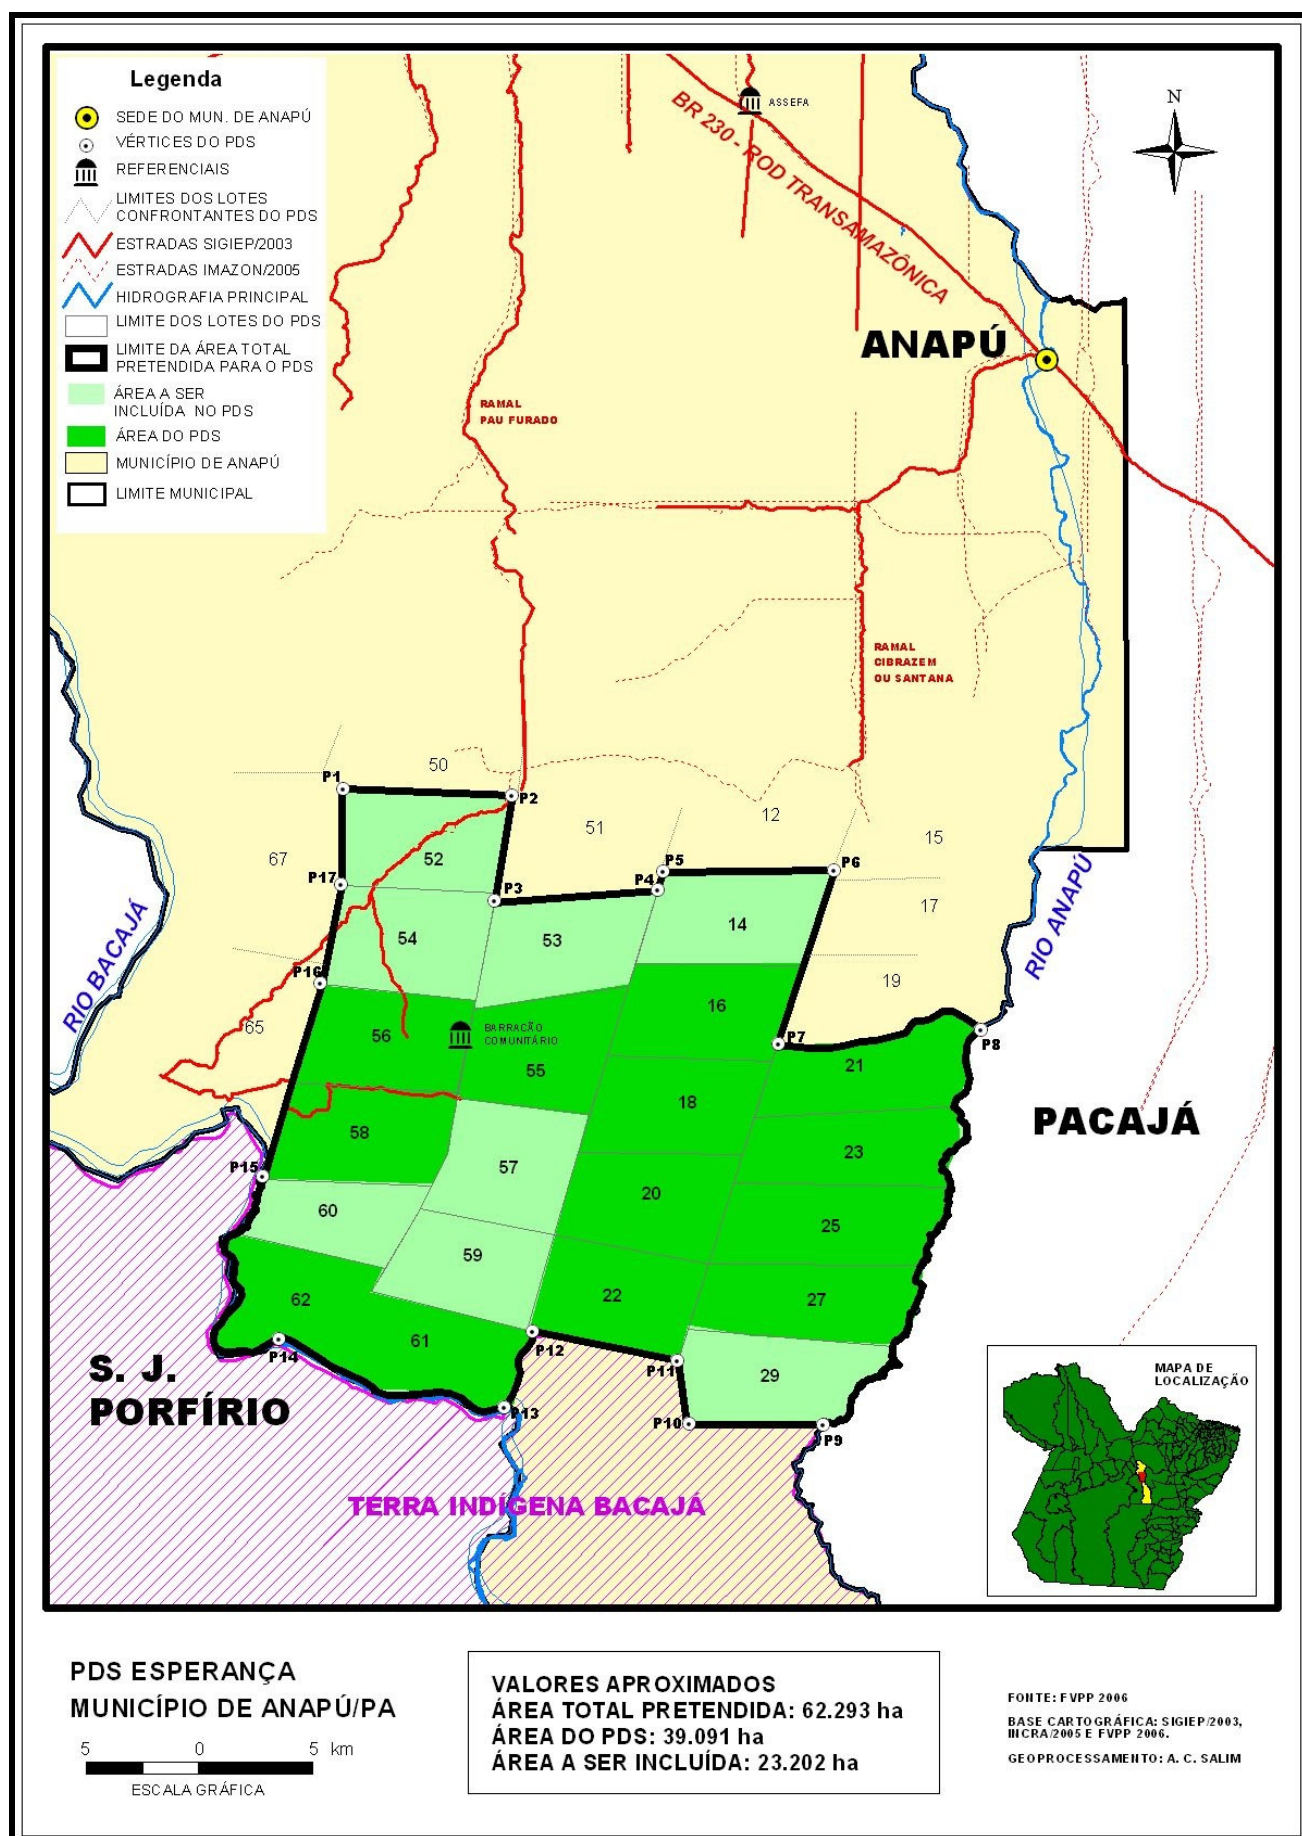 Legenda
SEDE DO MUN. DE ANAPÚ
VÉRTICES DO PDS
REFERENCIAIS
LIMITES DOS LOTES
CONFRONTANTES DO PDS
ESTRADAS SIGIEP/2003
ESTRADAS IMAZON/2005
HIDROGRAFIA PRINCIPAL
LIMITE DOS LOTES DO PDS
LIMITE DA ÁREA TOTAL
PRETENDIDA PARA O PDS
ÁREA A SER
INCLUÍDA NO PDS
ÁREA DO PDS
MUNICÍPIO DE ANAPÚ
LIMITE MUNICIPAL
ASSEFA
BR 230 - ROD TRANSAMAZÔNICA
N
ANAPÚ
RAMAL
PAU FURADO
RAMAL
CIBRAZEM
OU SANTANA
50
P1
P2
51
12
15
67
52
P17
P3
P4
P5
P6
17
RIO BACAJÁ
RIO ANAPÚ
54
53
14
19
P16
65
56
BARRACÃO
COMUNITÁRIO
55
16
P7
P8
21
PACAJÁ
58
18
23
P15
57
60
20
25
59
62
22
27
61
P14
P12
P11
29
S. J.
PORFÍRIO
P13
P10
P9
TERRA INDÍGENA BACAJÁ
MAPA DE
LOCALIZAÇÃO
PDS ESPERANÇA
MUNICÍPIO DE ANAPÚ/PA
5 0 5 km
ESCALA GRÁFICA
VALORES APROXIMADOS
ÁREA TOTAL PRETENDIDA: 62.293 ha
ÁREA DO PDS: 39.091 ha
ÁREA A SER INCLUÍDA: 23.202 ha
FONTE: FVPP 2006
BASE CARTOGRÁFICA: SIGIEP/2003,
INCRA/2005 E FVPP 2006.
GEOPROCESSAMENTO: A. C. SALIM